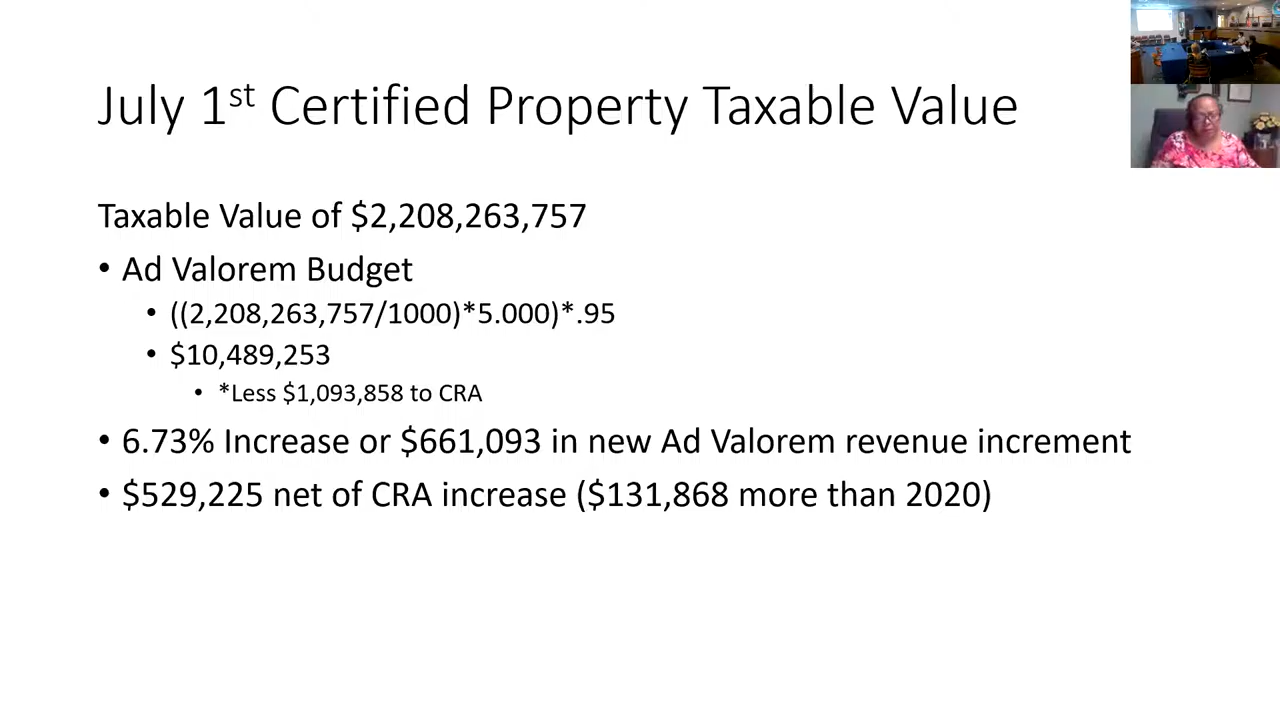 July 1st Certified Property Taxable Value
Taxable Value of $2,208,263,757
• Ad Valorem Budget
• ((2,208,263,757/1000)*5.000)*.95
• $10,489,253
• *Less $1,093,858 to CRA
• 6.73% Increase or $661,093 in new Ad Valorem revenue increment
• $529,225 net of CRA increase ($131,868 more than 2020)